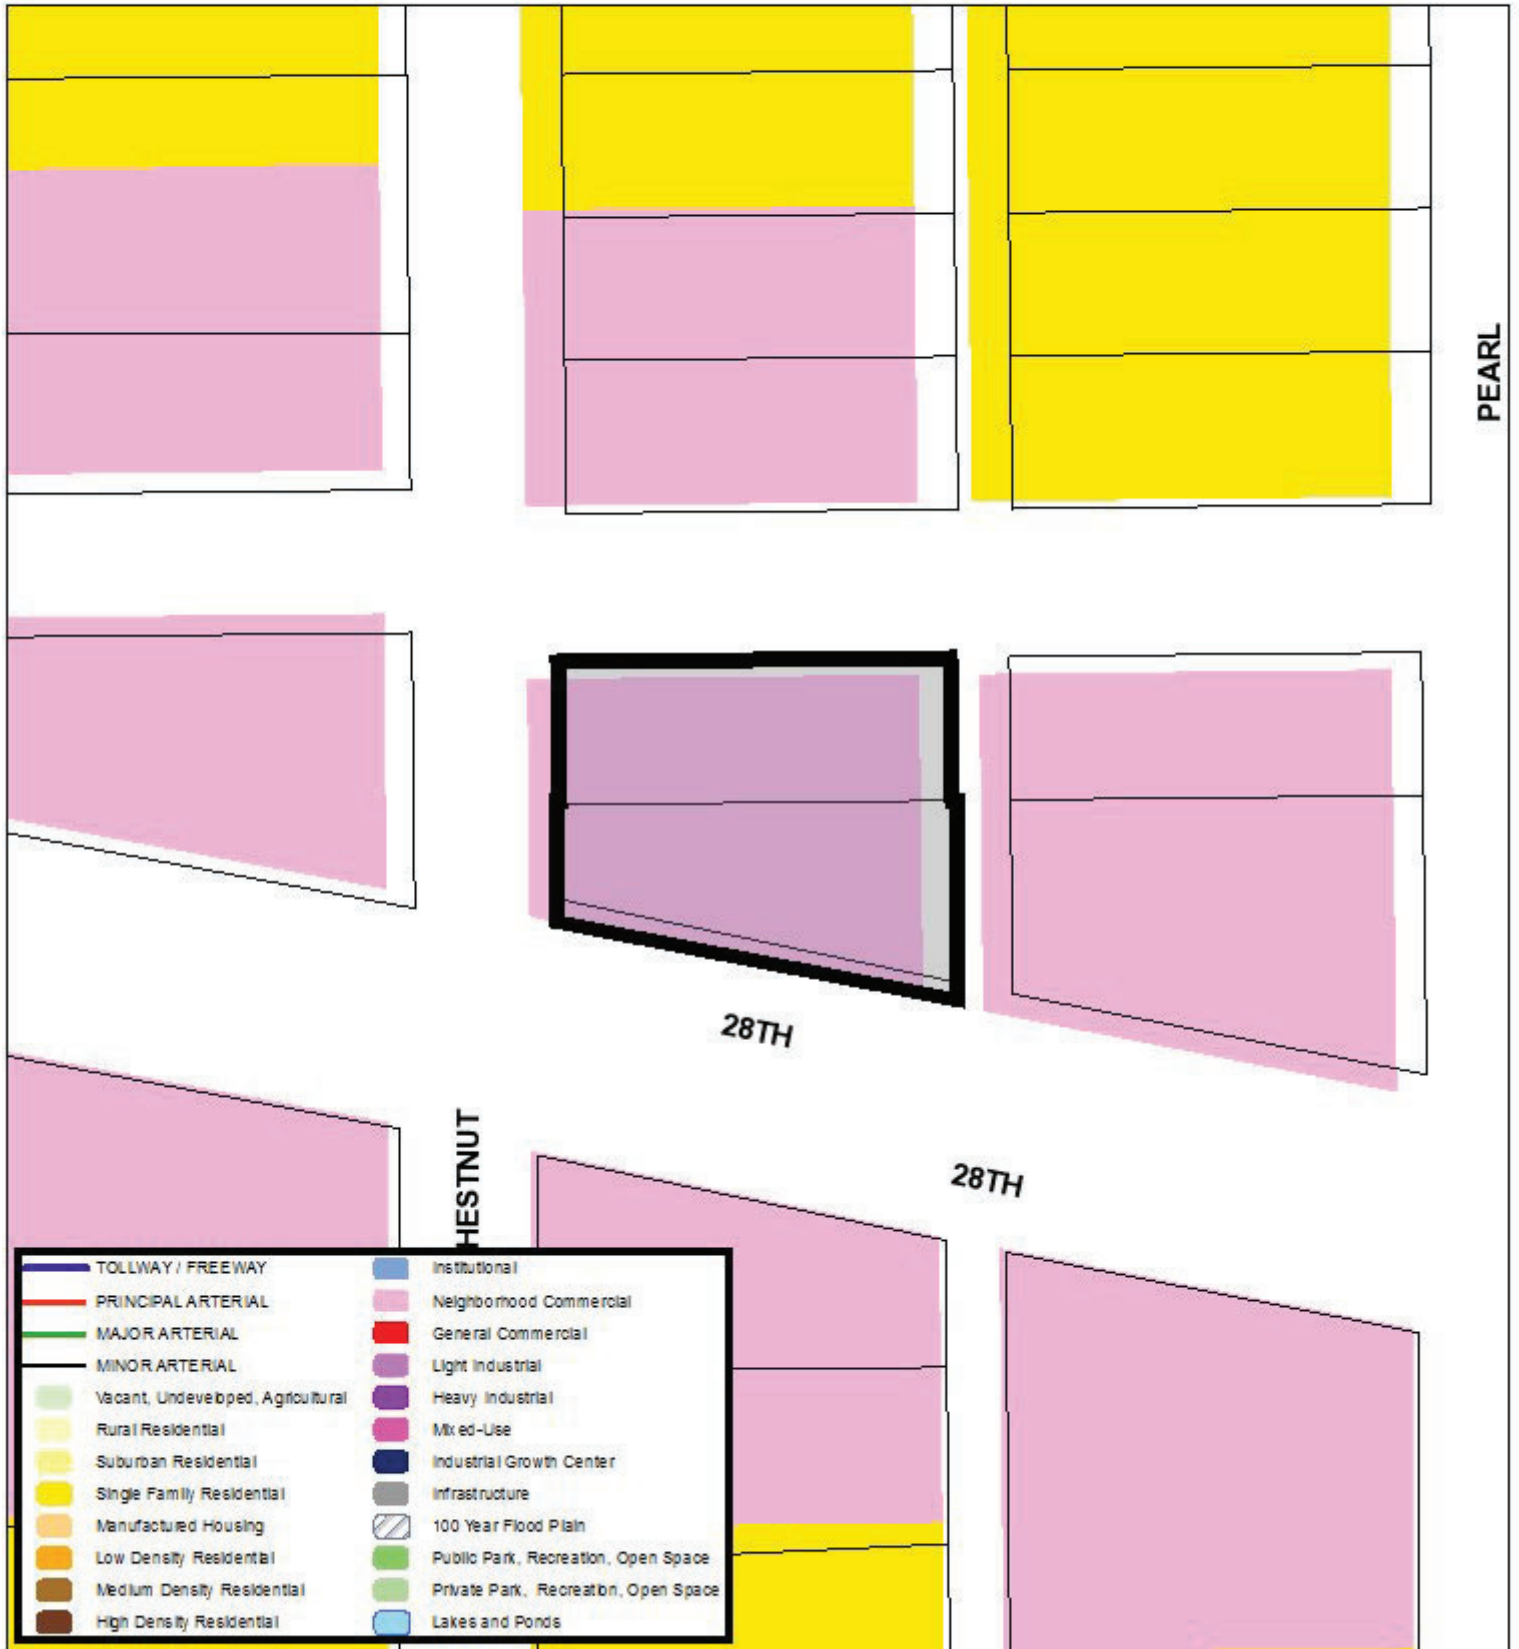 PEARL
28TH
28TH
HESTNUT
TOLLWAY / FREEWAY
PRINCIPAL ARTERIAL
MAJOR ARTERIAL
MINOR ARTERIAL
Vacant, Undeveloped, Agricultural
Rural Residential
Suburban Residential
Single Family Residential
Manufactured Housing
Low Density Residential
Medium Density Residential
High Density Residential
Institutional
Neighborhood Commercial
General Commercial
Light Industrial
Heavy Industrial
Mixed-Use
Industrial Growth Center
Infrastructure
100 Year Flood Plain
Public Park, Recreation, Open Space
Private Park, Recreation, Open Space
Lakes and Ponds